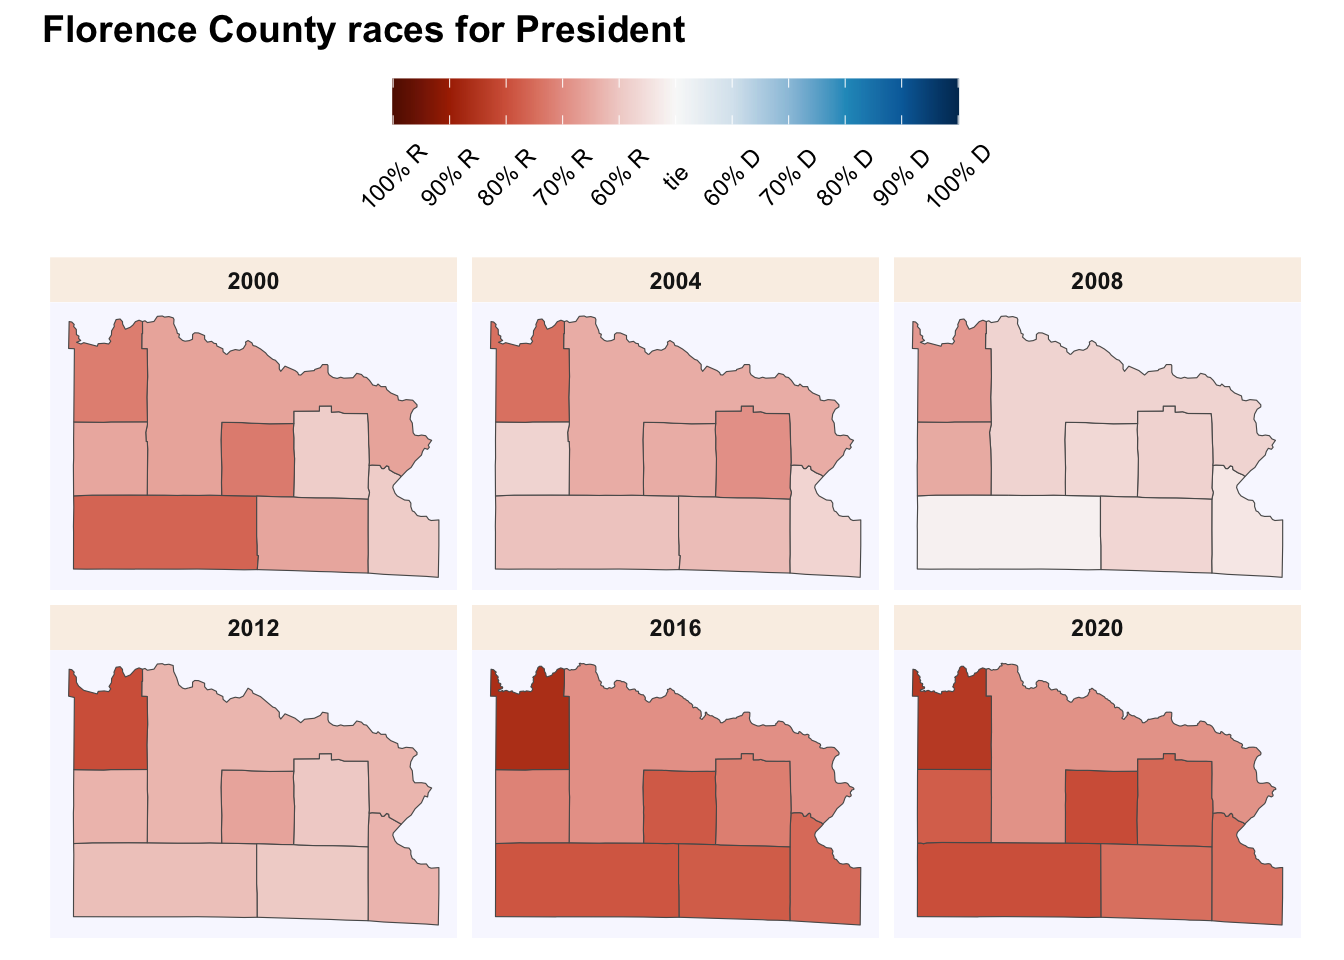 Florence County races for President
100% R 90% R 80% R 70% R 60% R tie 60% D 70% D 80% D 90% D 100% D
2000 2004 2008
2012 2016 2020